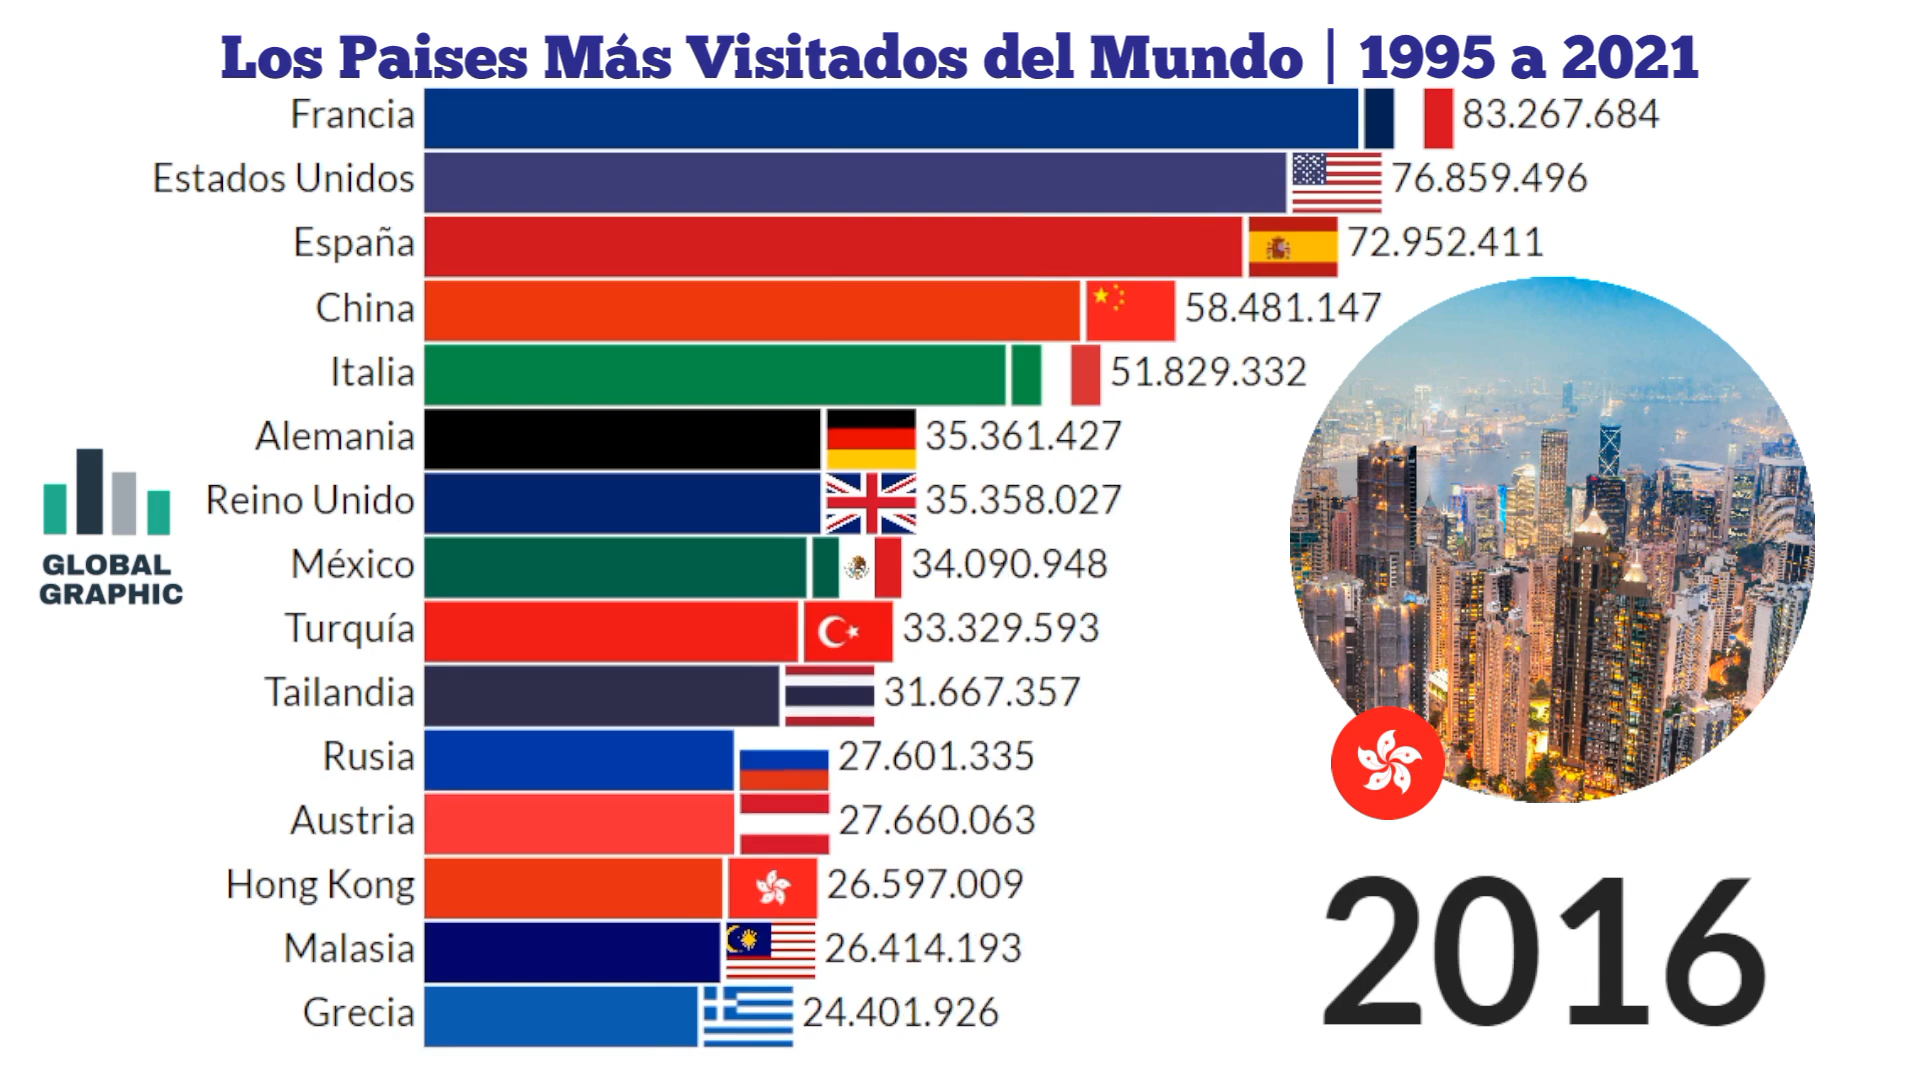 Los Paises Más Visitados del Mundo | 1995 a 2021
Francia 83.267.684
Estados Unidos 76.859.496
España 72.952.411
China 58.481.147
Italia 51.829.332
Alemania 35.361.427
Reino Unido 35.358.027
México 34.090.948
Turquía 33.329.593
Tailandia 31.667.357
Rusia 27.601.335
Austria 27.660.063
Hong Kong 26.597.009
Malasia 26.414.193
Grecia 24.401.926
GLOBAL
GRAPHIC
2016